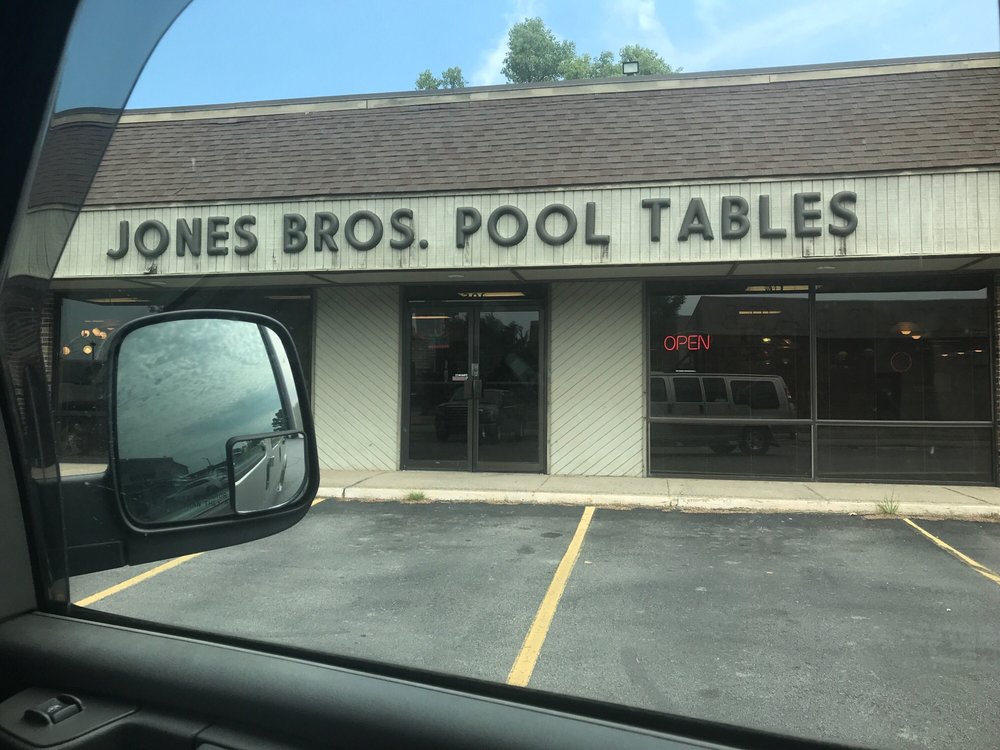 JONES BROS. POOL TABLES
OPEN